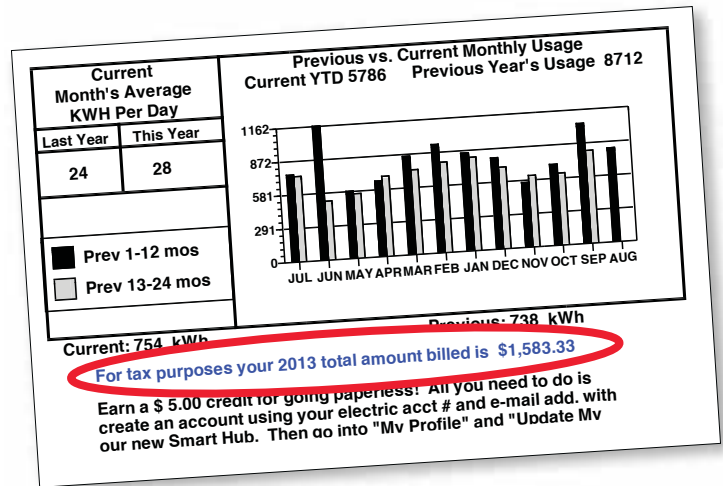 Current
Month's Average
KWH Per Day
Last Year This Year
24 28
Prev 1-12 mos
Prev 13-24 mos
Previous vs. Current Monthly Usage
Current YTD 5786 Previous Year's Usage 8712
1162
872
581
291
0
JUL JUN MAY APR MAR FEB JAN DEC NOV OCT SEP AUG
Current: 754 kWh Previous: 738 kWh
For tax purposes your 2013 total amount billed is $1,583.33
Earn a $ 5.00 credit for going paperless! All you need to do is
create an account using your electric acct # and e-mail add. with
our new Smart Hub. Then go into "My Profile" and "Update My